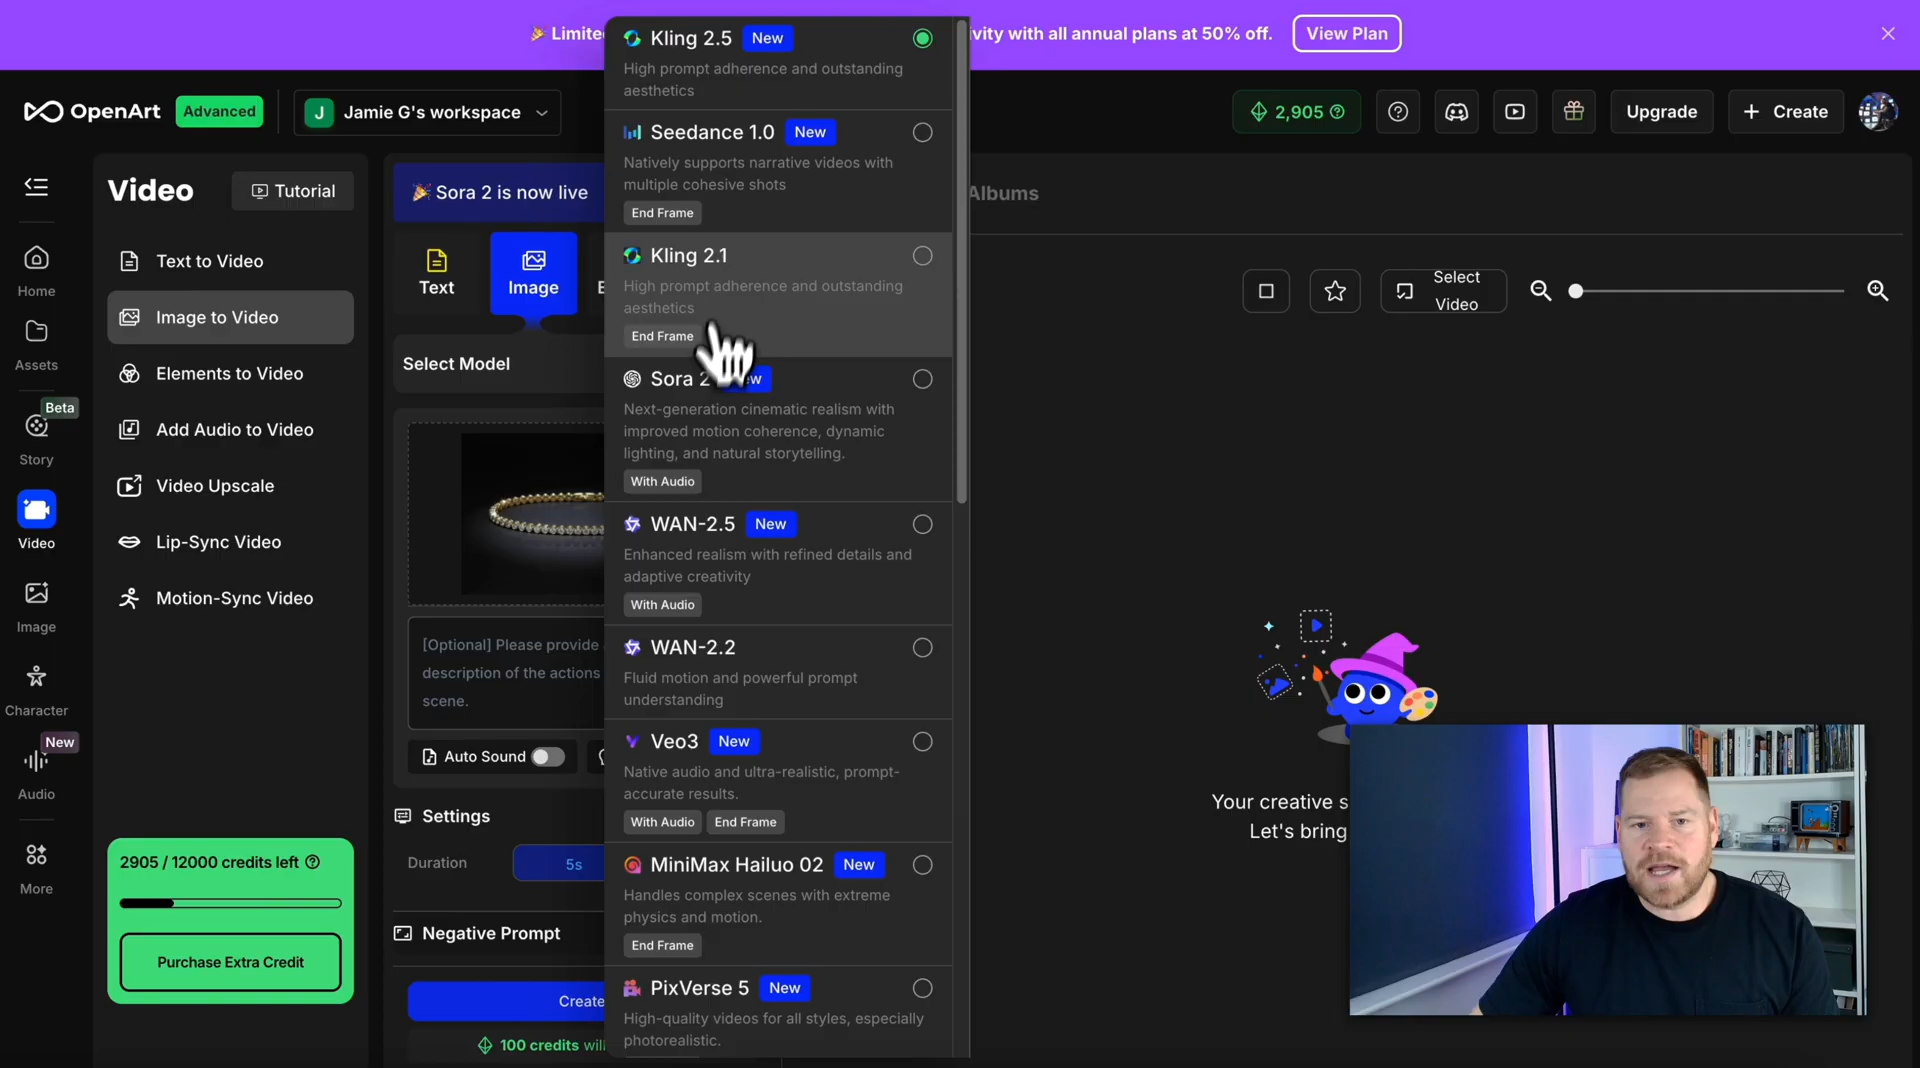 🎉 Limite
ivity with all annual plans at 50% off.
View Plan
OpenArt
Advanced
J
Jamie G's workspace
2,905
Upgrade
+ Create
Home
Assets
Beta
Story
Video
Image
Character
New
Audio
More
Video
Tutorial
Text to Video
Image to Video
Elements to Video
Add Audio to Video
Video Upscale
Lip-Sync Video
Motion-Sync Video
2905 / 12000 credits left
Purchase Extra Credit
🎉 Sora 2 is now live
Text
Image
E
Select Model
[Optional] Please provide
description of the actions
scene.
Auto Sound
Settings
Duration
5s
Negative Prompt
Create
100 credits will
Kling 2.5 New
High prompt adherence and outstanding
aesthetics
Seedance 1.0 New
Natively supports narrative videos with
multiple cohesive shots
End Frame
Kling 2.1
High prompt adherence and outstanding
aesthetics
End Frame
Sora 2
Next-generation cinematic realism with
improved motion coherence, dynamic
lighting, and natural storytelling.
With Audio
WAN-2.5 New
Enhanced realism with refined details and
adaptive creativity
With Audio
WAN-2.2
Fluid motion and powerful prompt
understanding
Veo3 New
Native audio and ultra-realistic, prompt-
accurate results.
With Audio End Frame
MiniMax Hailuo 02 New
Handles complex scenes with extreme
physics and motion.
End Frame
PixVerse 5 New
High-quality videos for all styles, especially
photorealistic.
Albums
Select
Video
Your creative s
Let's bring